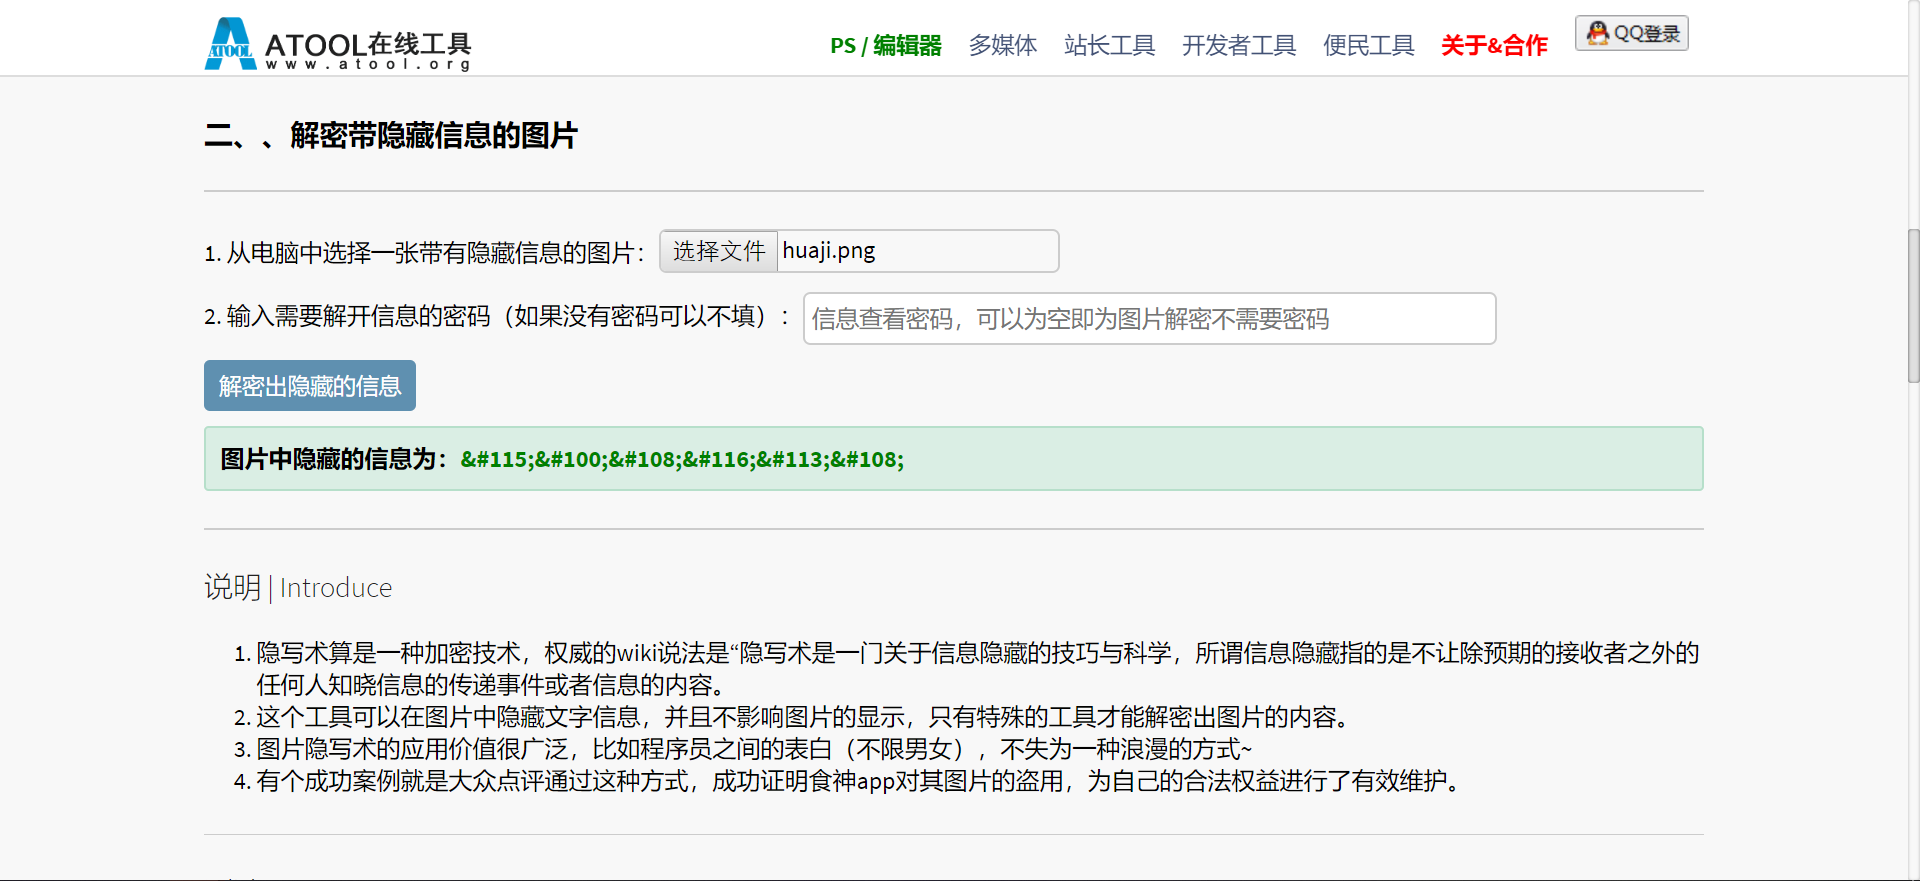 ATOOL在线工具
www.atool.org
PS / 编辑器 多媒体 站长工具 开发者工具 便民工具 关于&合作 QQ登录
二、、解密带隐藏信息的图片
1. 从电脑中选择一张带有隐藏信息的图片： 选择文件 huaji.png
2. 输入需要解开信息的密码（如果没有密码可以不填）： 信息查看密码，可以为空即为图片解密不需要密码
解密出隐藏的信息
图片中隐藏的信息为：&#115;&#100;&#108;&#116;&#113;&#108;
说明 | Introduce
1. 隐写术算是一种加密技术，权威的wiki说法是“隐写术是一门关于信息隐藏的技巧与科学，所谓信息隐藏指的是不让除预期的接收者之外的
任何人知晓信息的传递事件或者信息的内容。
2. 这个工具可以在图片中隐藏文字信息，并且不影响图片的显示，只有特殊的工具才能解密出图片的内容。
3. 图片隐写术的应用价值很广泛，比如程序员之间的表白（不限男女），不失为一种浪漫的方式~
4. 有个成功案例就是大众点评通过这种方式，成功证明食神app对其图片的盗用，为自己的合法权益进行了有效维护。